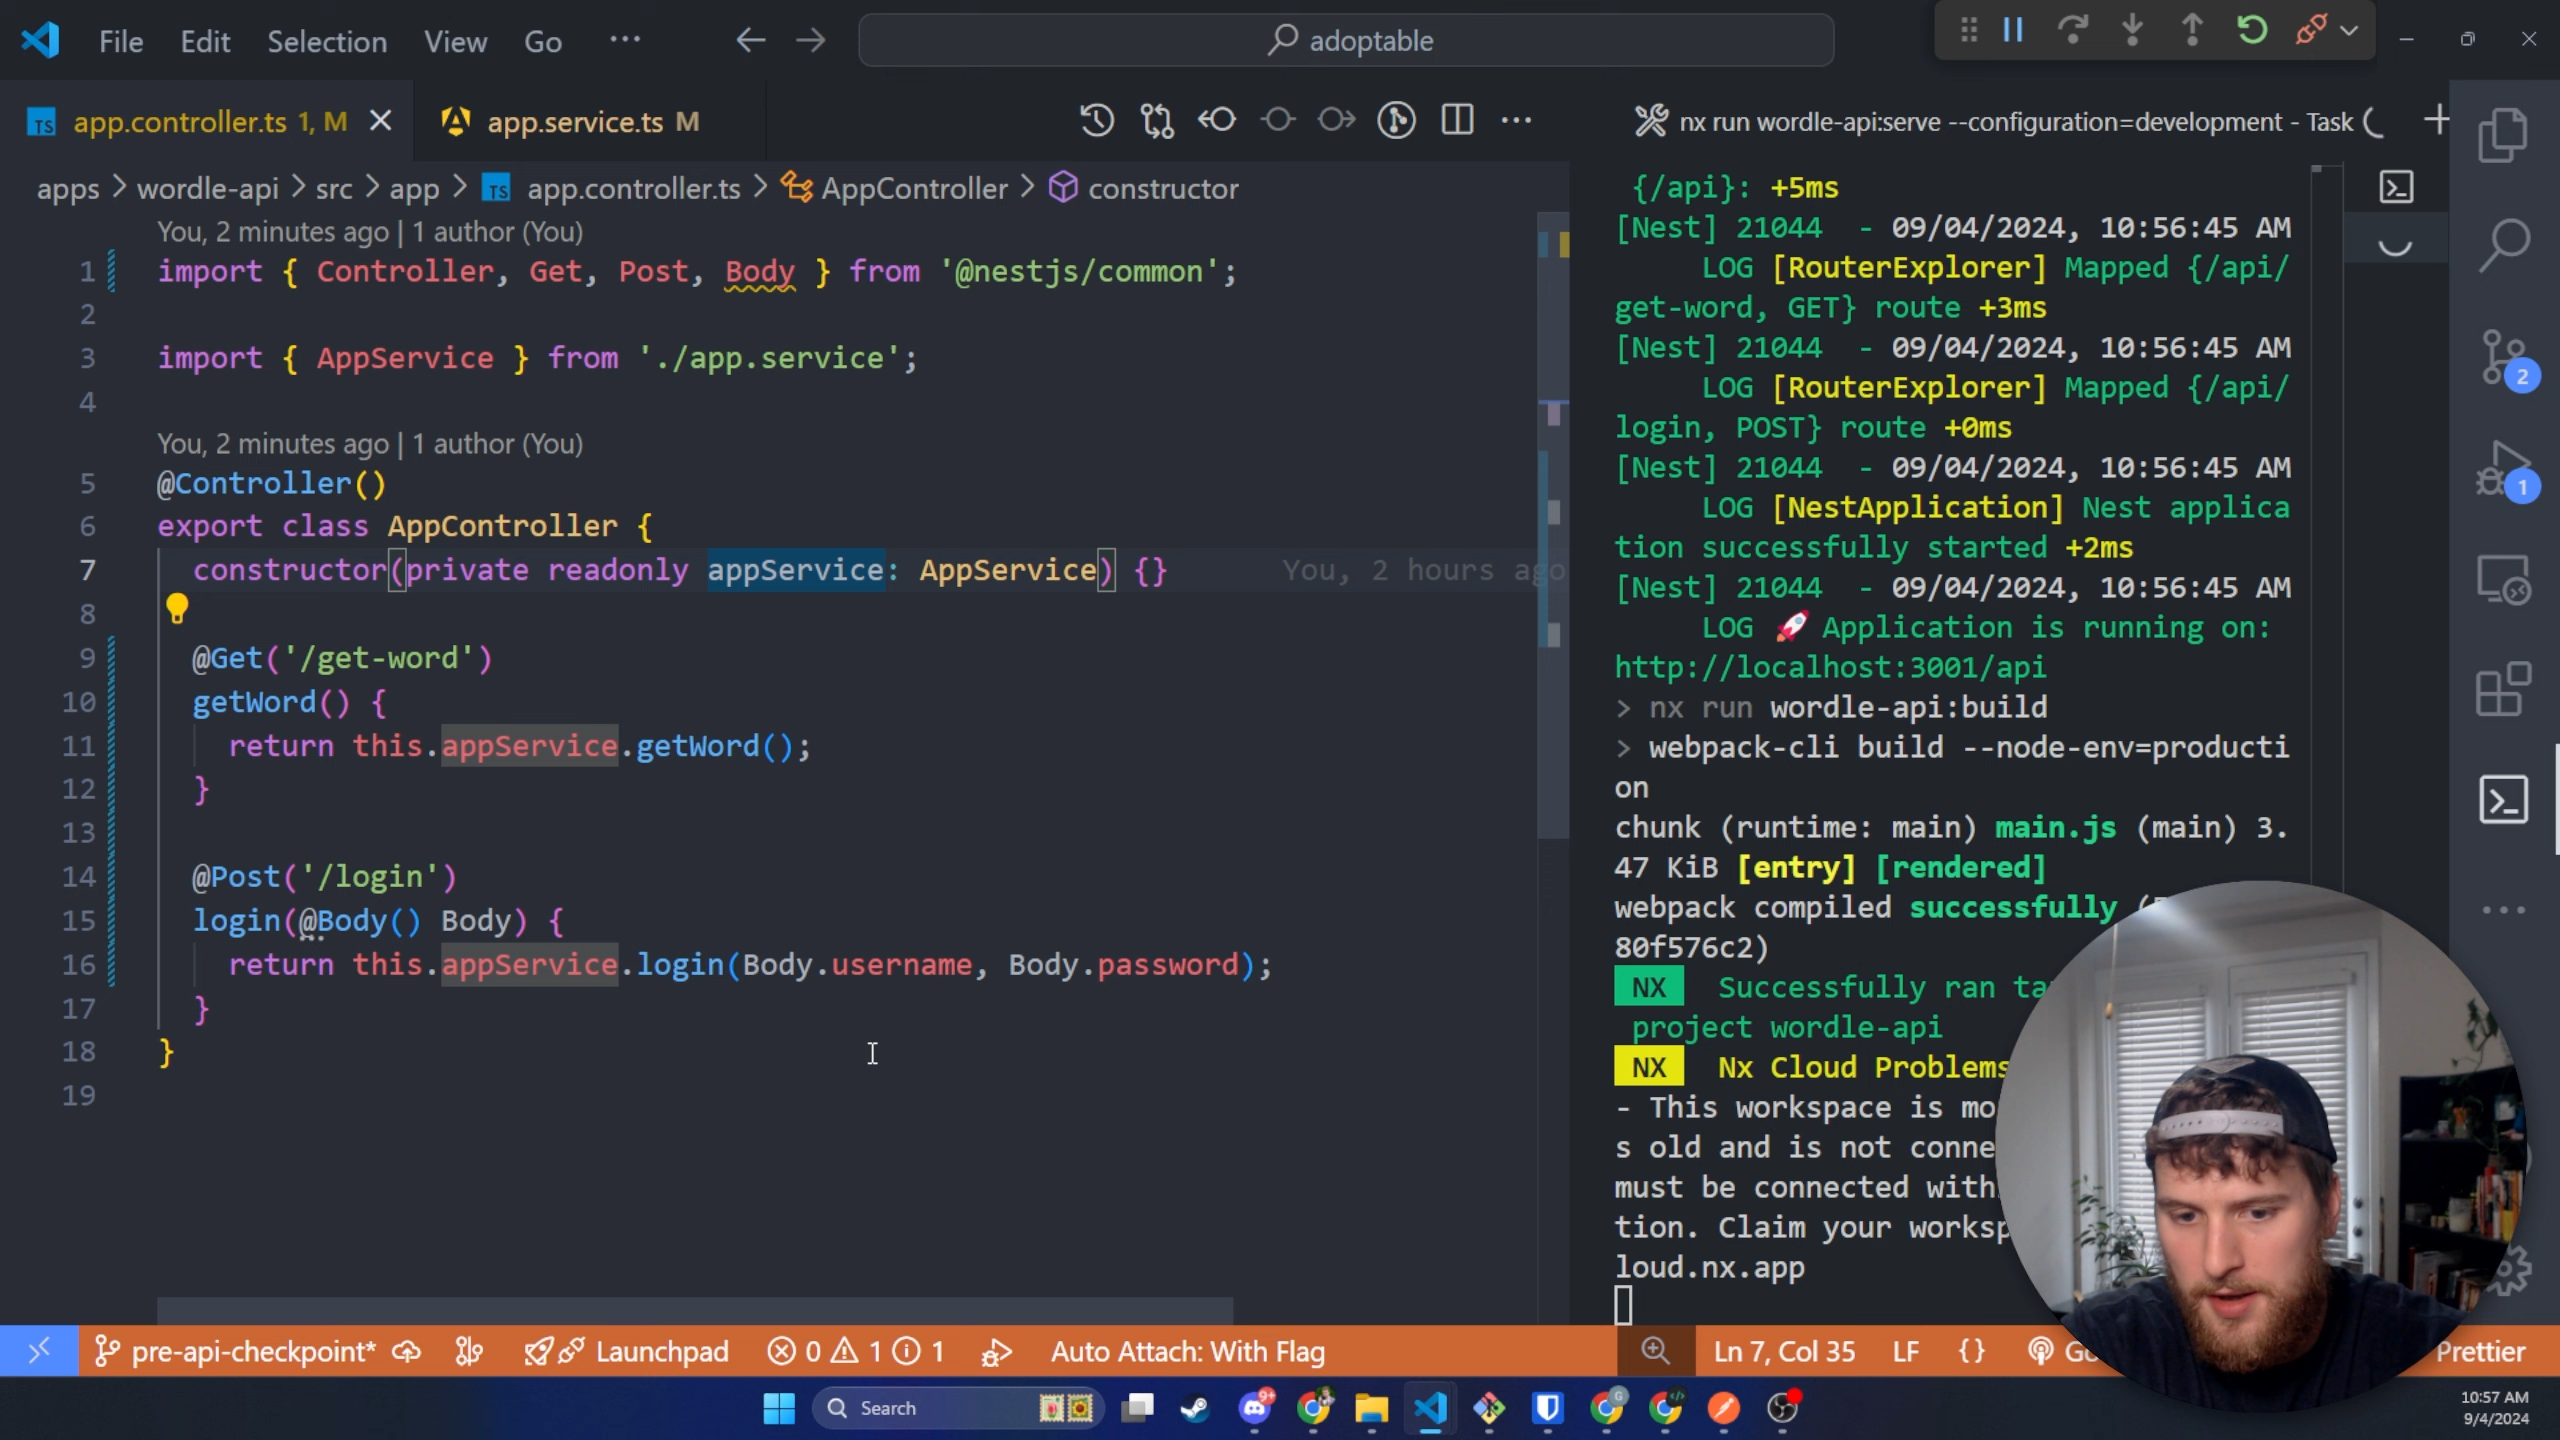 File Edit Selection View Go ··· adoptable
app.controller.ts 1, M
app.service.ts M
apps > wordle-api > src > app > app.controller.ts > AppController > constructor
You, 2 minutes ago | 1 author (You)
1 import { Controller, Get, Post, Body } from '@nestjs/common';
2
3 import { AppService } from './app.service';
4
You, 2 minutes ago | 1 author (You)
5 @Controller()
6 export class AppController {
7 constructor(private readonly appService: AppService) {} You, 2 hours ago
8
9 @Get('/get-word')
10 getWord() {
11 return this.appService.getWord();
12 }
13
14 @Post('/login')
15 login(@Body() Body) {
16 return this.appService.login(Body.username, Body.password);
17 }
18 }
19
nx run wordle-api:serve --configuration=development - Task
{/api}: +5ms
[Nest] 21044 - 09/04/2024, 10:56:45 AM
LOG [RouterExplorer] Mapped {/api/
get-word, GET} route +3ms
[Nest] 21044 - 09/04/2024, 10:56:45 AM
LOG [RouterExplorer] Mapped {/api/
login, POST} route +0ms
[Nest] 21044 - 09/04/2024, 10:56:45 AM
LOG [NestApplication] Nest applica
tion successfully started +2ms
[Nest] 21044 - 09/04/2024, 10:56:45 AM
LOG 🚀 Application is running on:
http://localhost:3001/api
> nx run wordle-api:build
> webpack-cli build --node-env=producti
on
chunk (runtime: main) main.js (main) 3.
47 KiB [entry] [rendered]
webpack compiled successfully (
80f576c2)
NX Successfully ran ta
project wordle-api
NX Nx Cloud Problems
- This workspace is mo
s old and is not conne
must be connected with
tion. Claim your worksp
loud.nx.app
2
1
pre-api-checkpoint* Launchpad 0 1 1 Auto Attach: With Flag Ln 7, Col 35 LF {} Go Prettier
Search
9+
10:57 AM
9/4/2024